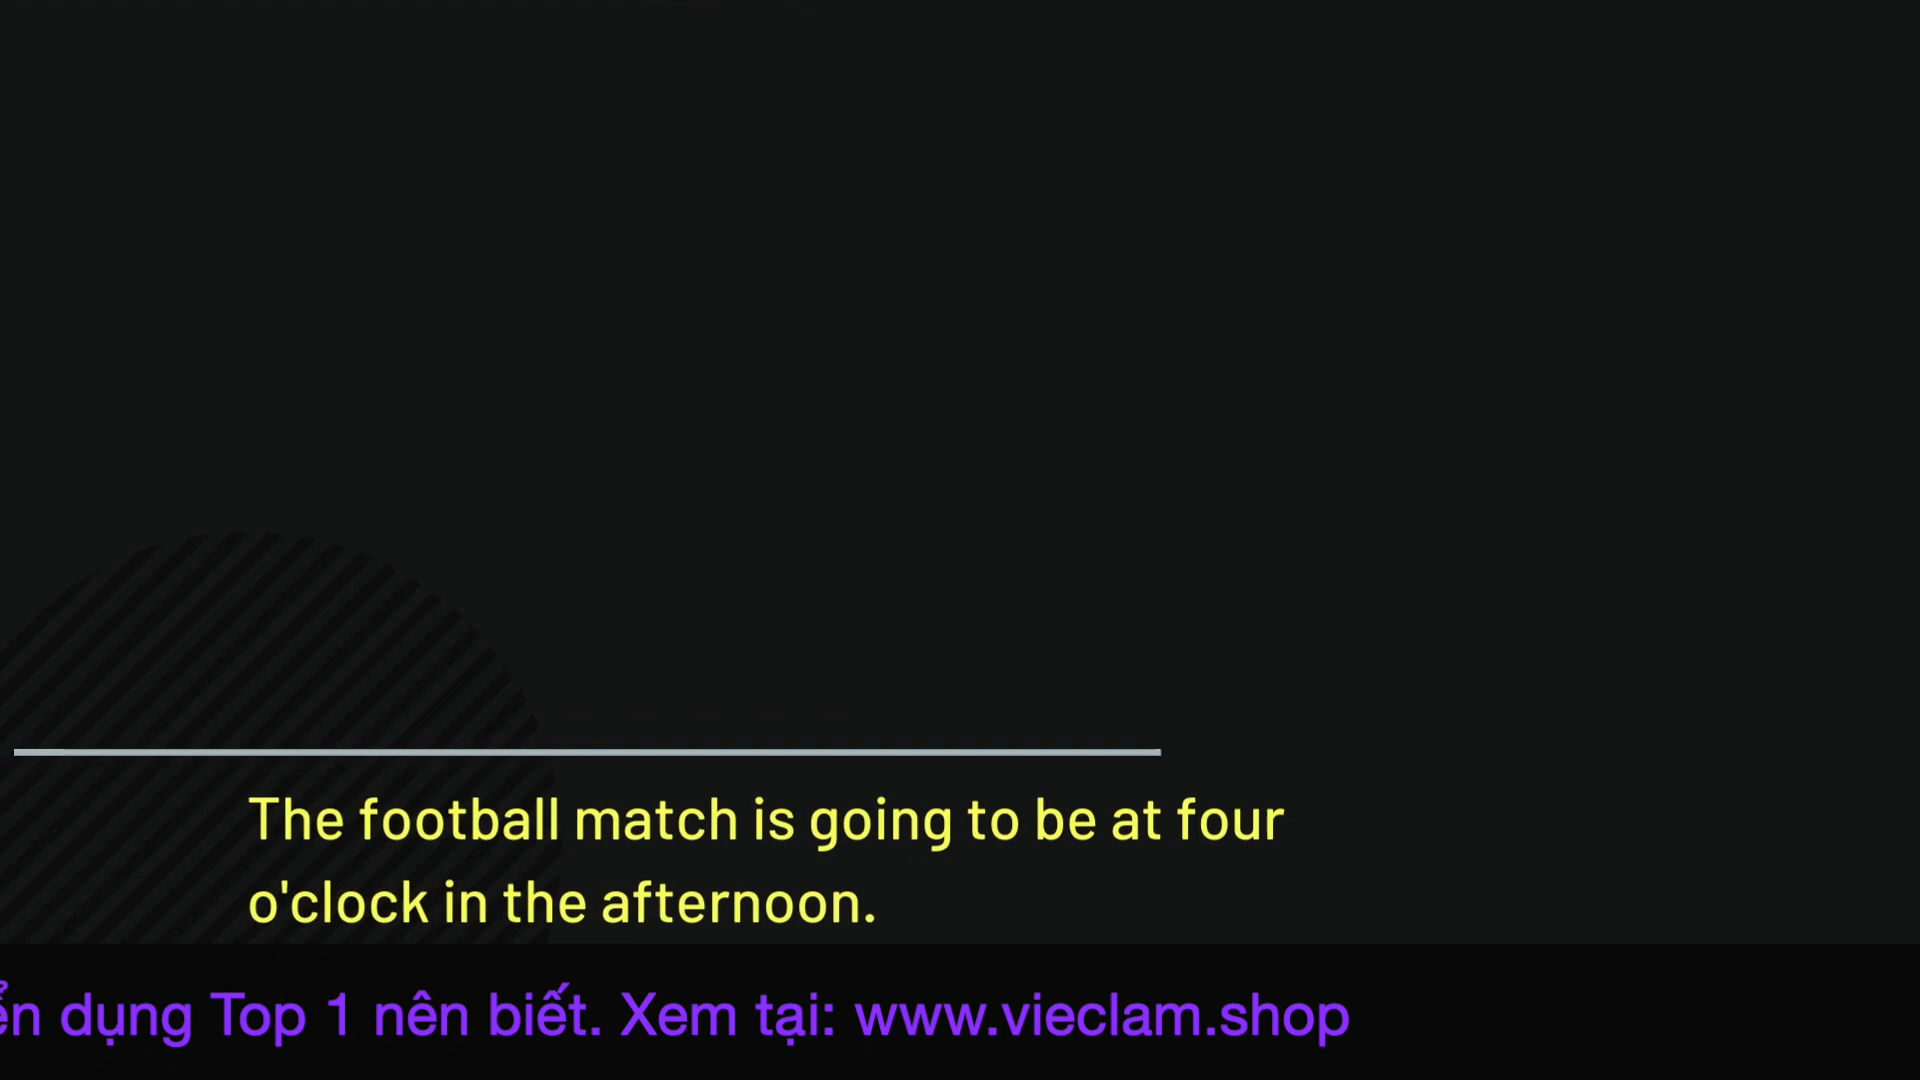 The football match is going to be at four
o'clock in the afternoon.
dụng Top 1 nên biết. Xem tại: www.vieclam.shop